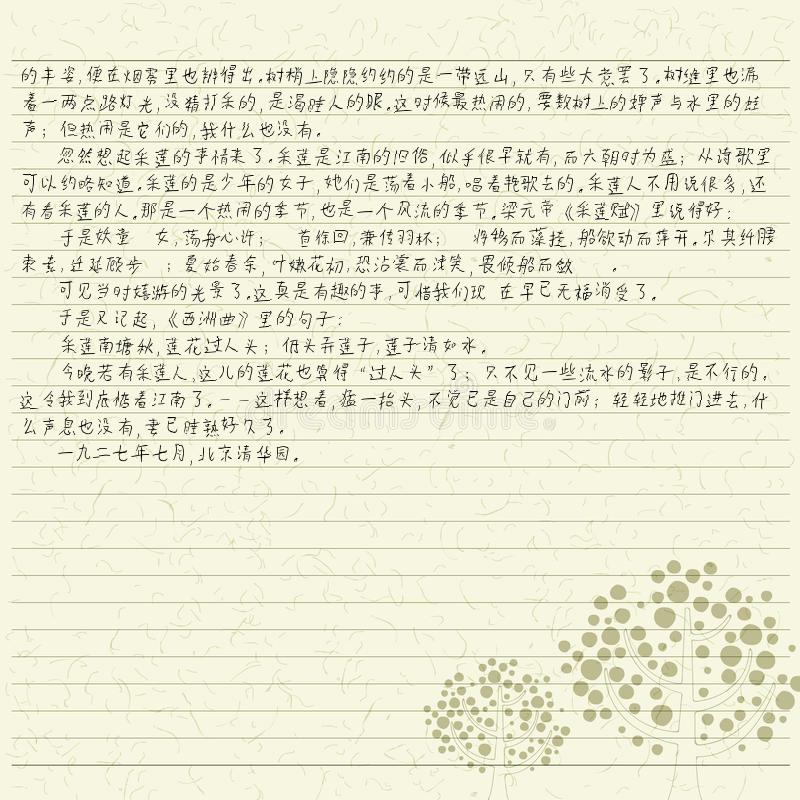 的丰姿,便在烟雾里也辨得出。树梢上隐隐约约的是一带远山,只有些大意罢了。树缝里也漏
着一两点路灯光,没猜打采的,是渴睡人的眼。这时候最热闹的,要数树上的蝉声与水里的蛙
声;但热闹是它们的,我什么也没有。
忽然想起采莲的事情来了。采莲是江南的旧俗,似乎很早就有,而六朝时为盛;从诗歌里
可以约略知道。采莲的是少年的女子,她们是荡着小船,唱着艳歌去的。采莲人不用说很多,还
有看采莲的人。那是一个热闹的季节,也是一个风流的季节。梁元帝《采莲赋》里说得好:
于是妖童 女,荡舟心许; 首徐回,兼传羽杯; 将移而藻挂,船欲动而萍开。尔其纤腰
束素,迁延顾步 ;夏始春余,叶嫩花初,恐沾裳而浅笑,畏倾船而敛 。
可见当时嬉游的光景了。这真是有趣的事,可惜我们现 在早已无福消受了。
于是又记起,《西洲曲》里的句子:
采莲南塘秋,莲花过人头;低头弄莲子,莲子清如水。
今晚若有采莲人,这儿的莲花也算得“过人头”了;只不见一些流水的影子,是不行的。
这令我到底惦着江南了。--这样想着,猛一抬头,不觉已是自己的门前;轻轻地推门进去,什
么声息也没有,妻已睡熟好久了。
一九二七年七月,北京清华园。
dreamstime